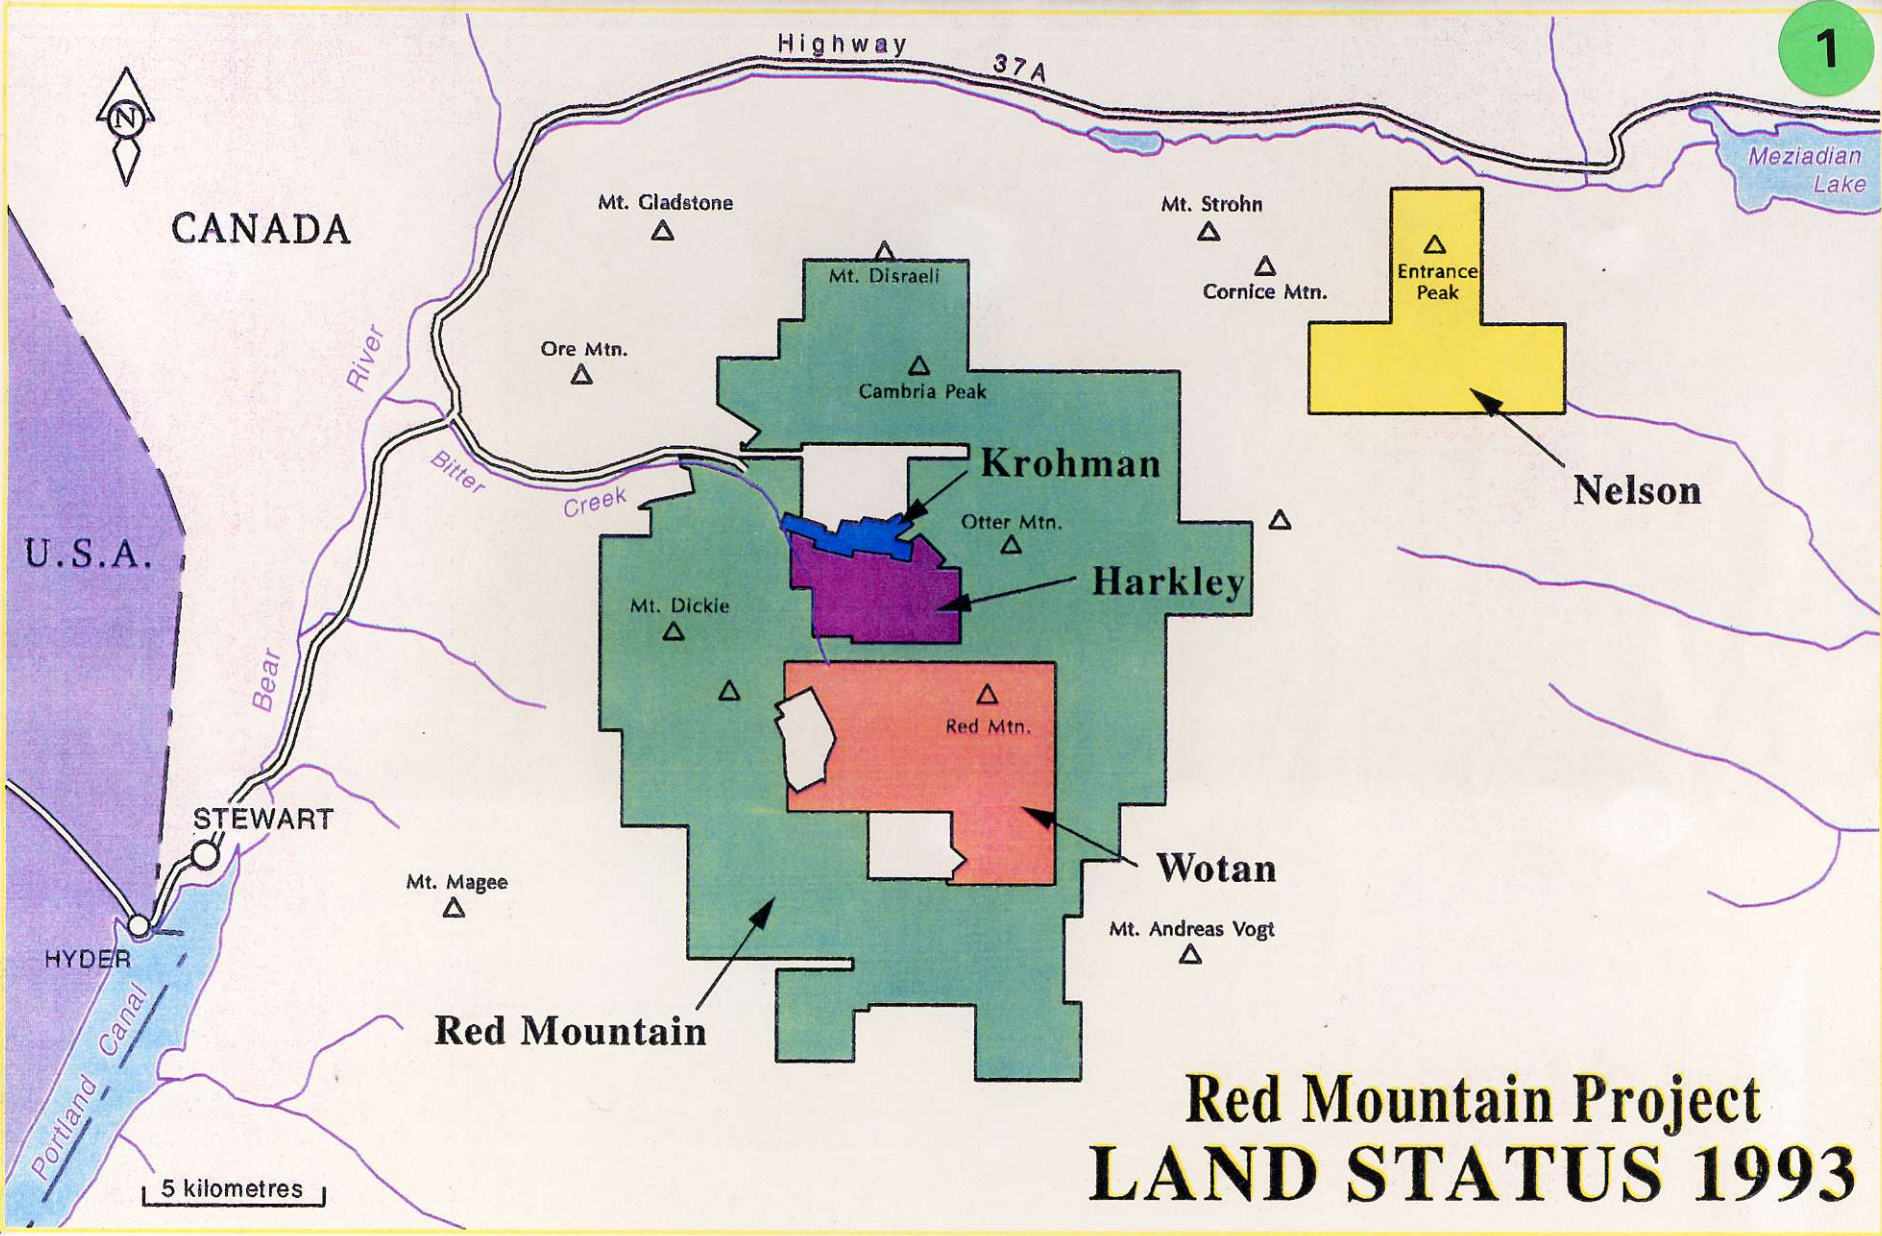 1
Highway
37A
N
CANADA
Meziadian
Lake
Mt. Gladstone
Mt. Strohn
Mt. Disraeli
Entrance
Peak
Cornice Mtn.
River
Ore Mtn.
Cambria Peak
Bitter
Creek
Krohman
Nelson
Otter Mtn.
U.S.A.
Harkley
Mt. Dickie
Bear
Red Mtn.
STEWART
Wotan
Mt. Magee
Mt. Andreas Vogt
HYDER
Portland Canal
Red Mountain
5 kilometres
Red Mountain Project
LAND STATUS 1993